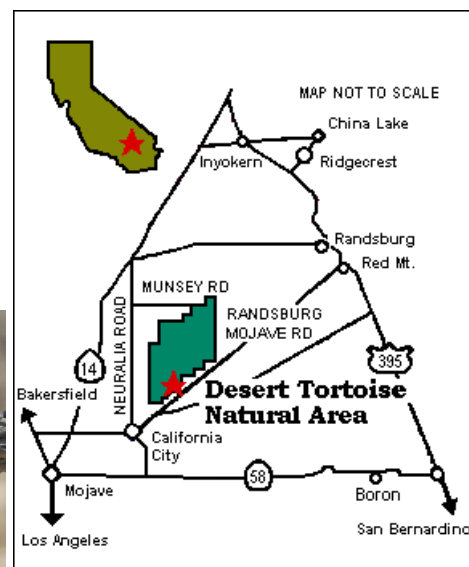 MAP NOT TO SCALE
China Lake
Inyokern
Ridgecrest
Randsburg
Red Mt.
MUNSEY RD
RANDSBURG
MOJAVE RD
NEURALIA ROAD
14
395
Bakersfield
Desert Tortoise
Natural Area
California
City
58
Mojave
Boron
Los Angeles
San Bernardino